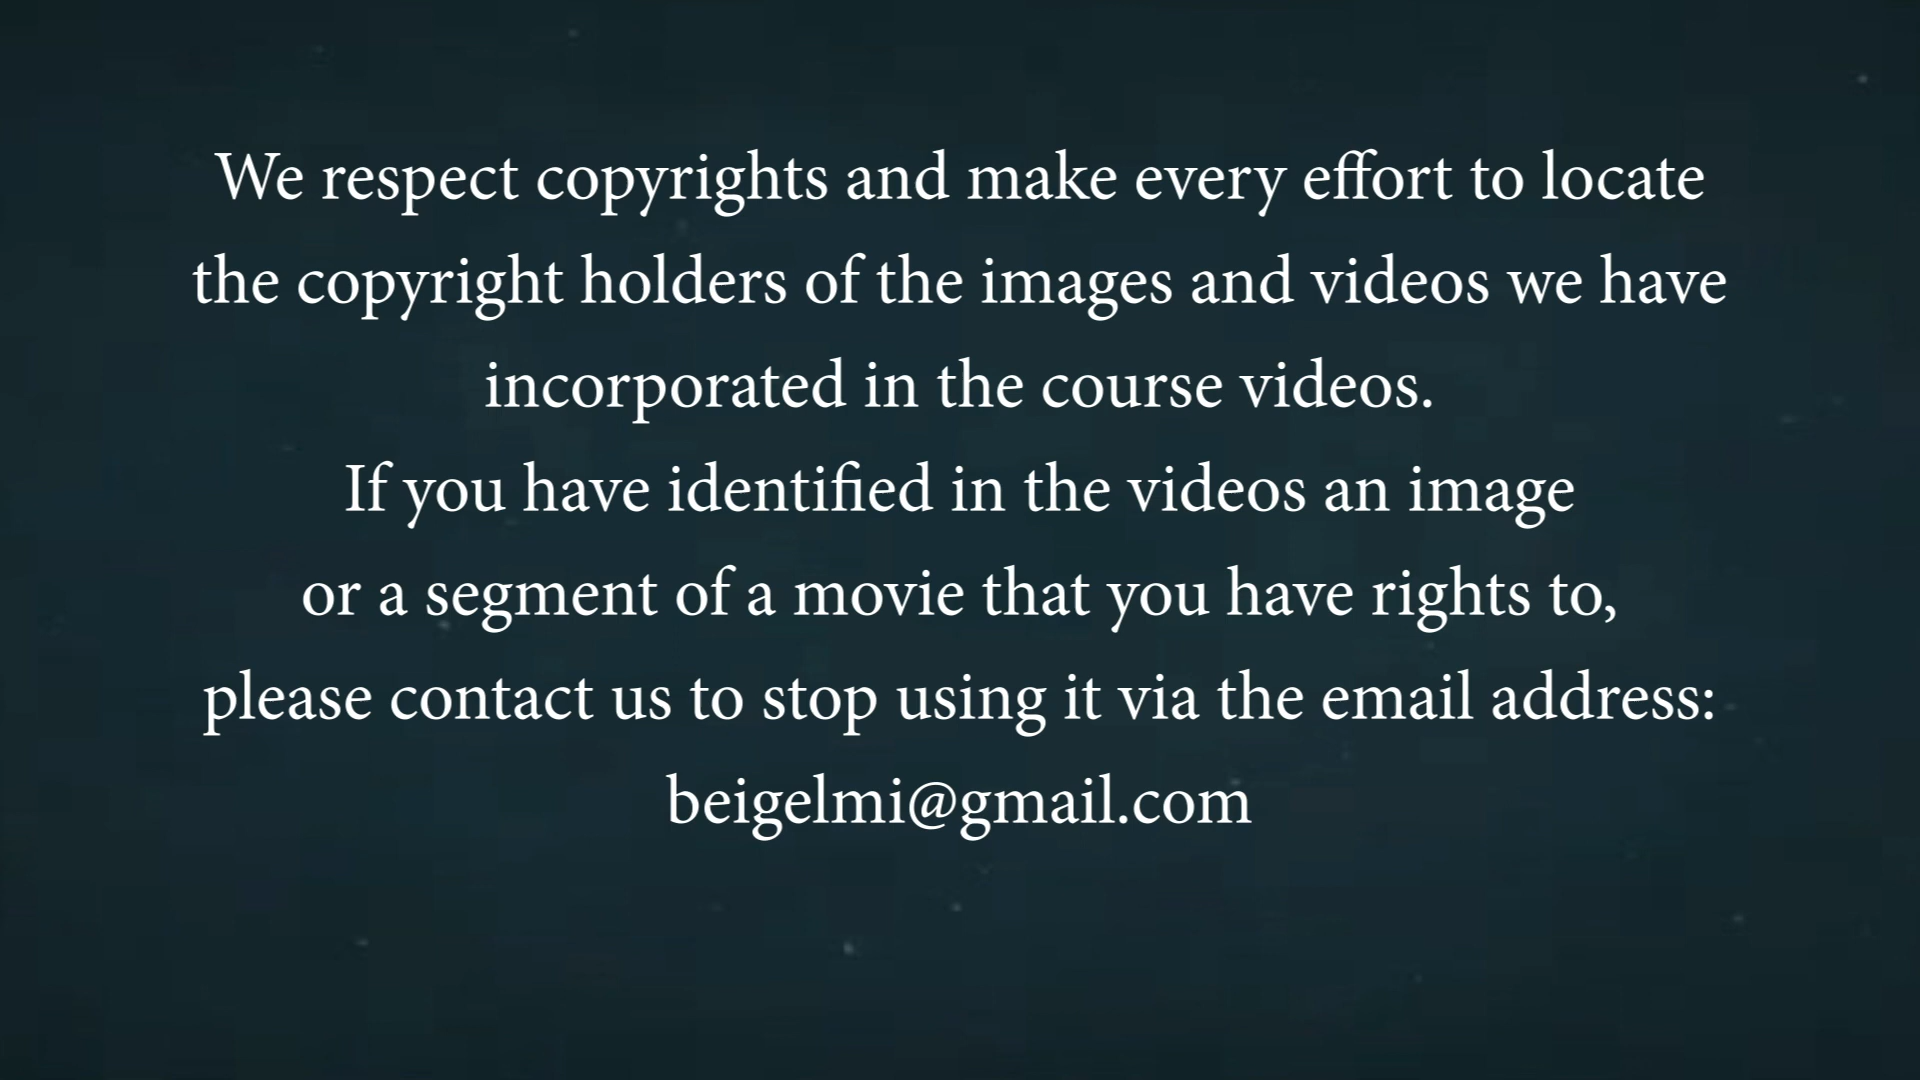 We respect copyrights and make every effort to locate
the copyright holders of the images and videos we have
incorporated in the course videos.
If you have identified in the videos an image
or a segment of a movie that you have rights to,
please contact us to stop using it via the email address:
beigelmi@gmail.com